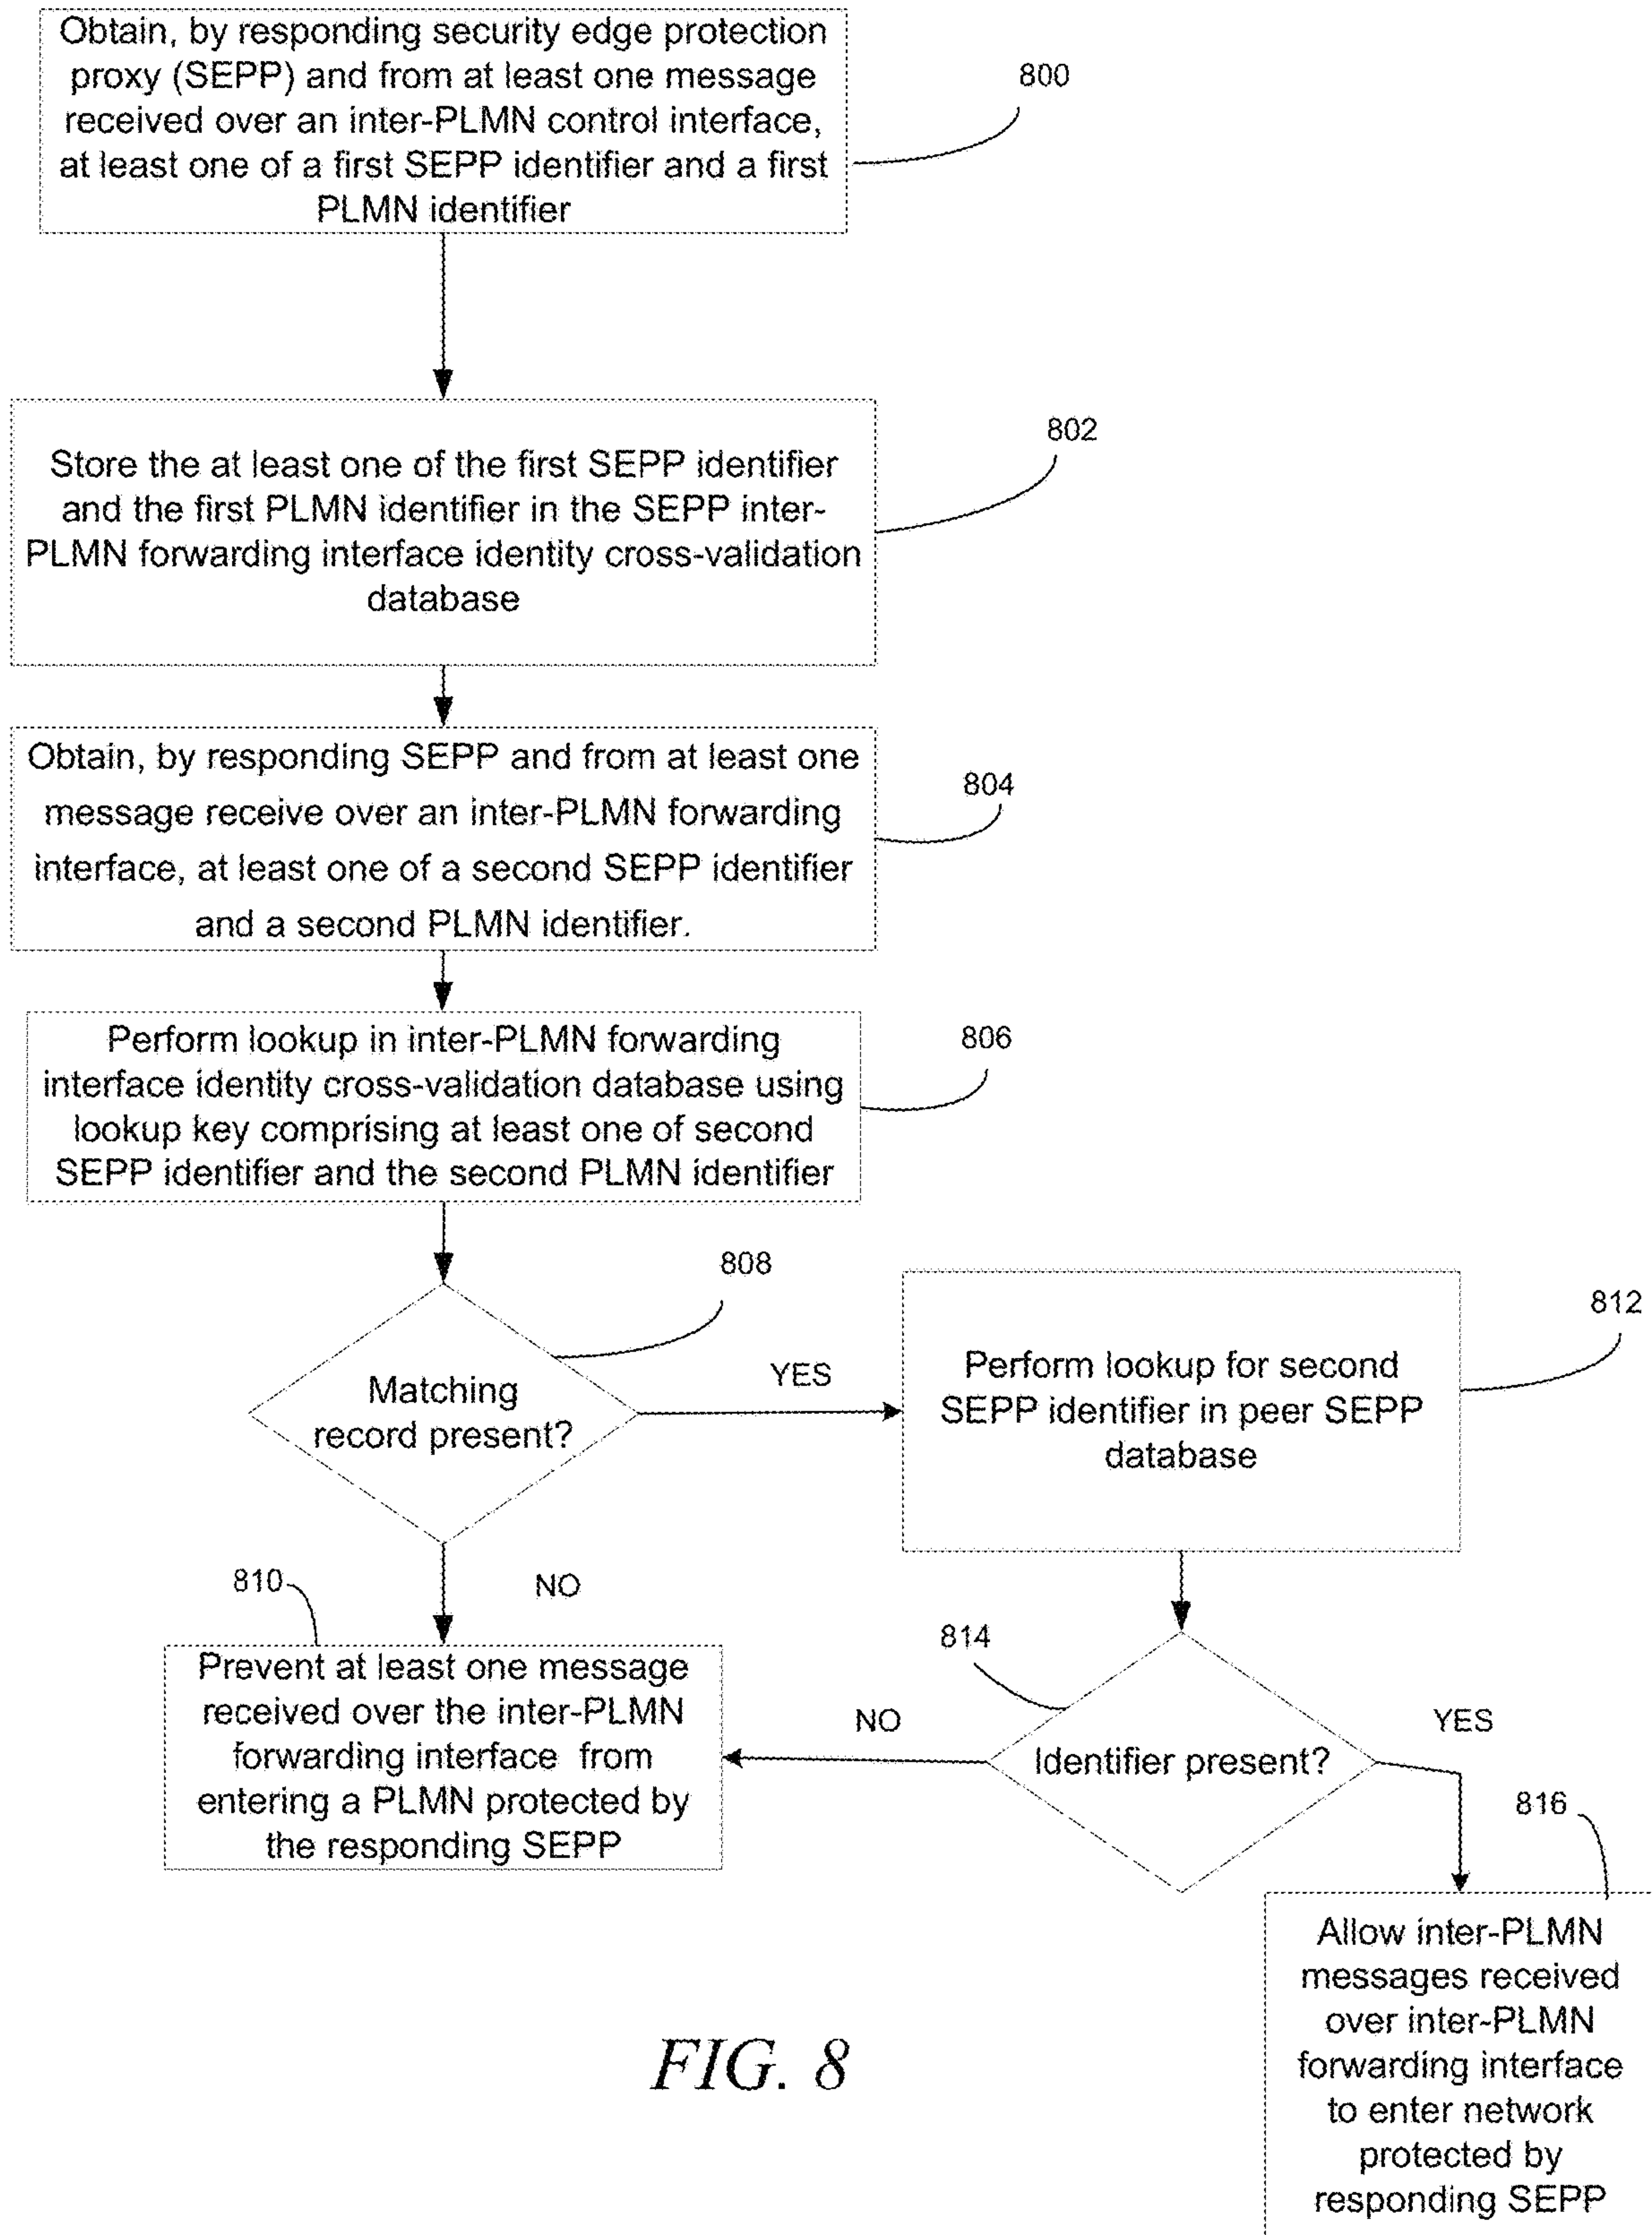 Obtain, by responding security edge protection
proxy (SEPP) and from at least one message
received over an inter-PLMN control interface,
at least one of a first SEPP identifier and a first
PLMN identifier
800
Store the at least one of the first SEPP identifier
and the first PLMN identifier in the SEPP inter-
PLMN forwarding interface identity cross-validation
database
802
Obtain, by responding SEPP and from at least one
message receive over an inter-PLMN forwarding
interface, at least one of a second SEPP identifier
and a second PLMN identifier.
804
Perform lookup in inter-PLMN forwarding
interface identity cross-validation database using
lookup key comprising at least one of second
SEPP identifier and the second PLMN identifier
806
808
Matching
record present?
YES
NO
812
Perform lookup for second
SEPP identifier in peer SEPP
database
810
Prevent at least one message
received over the inter-PLMN
forwarding interface from
entering a PLMN protected by
the responding SEPP
814
NO
Identifier present?
YES
816
Allow inter-PLMN
messages received
over inter-PLMN
forwarding interface
to enter network
protected by
responding SEPP
FIG. 8